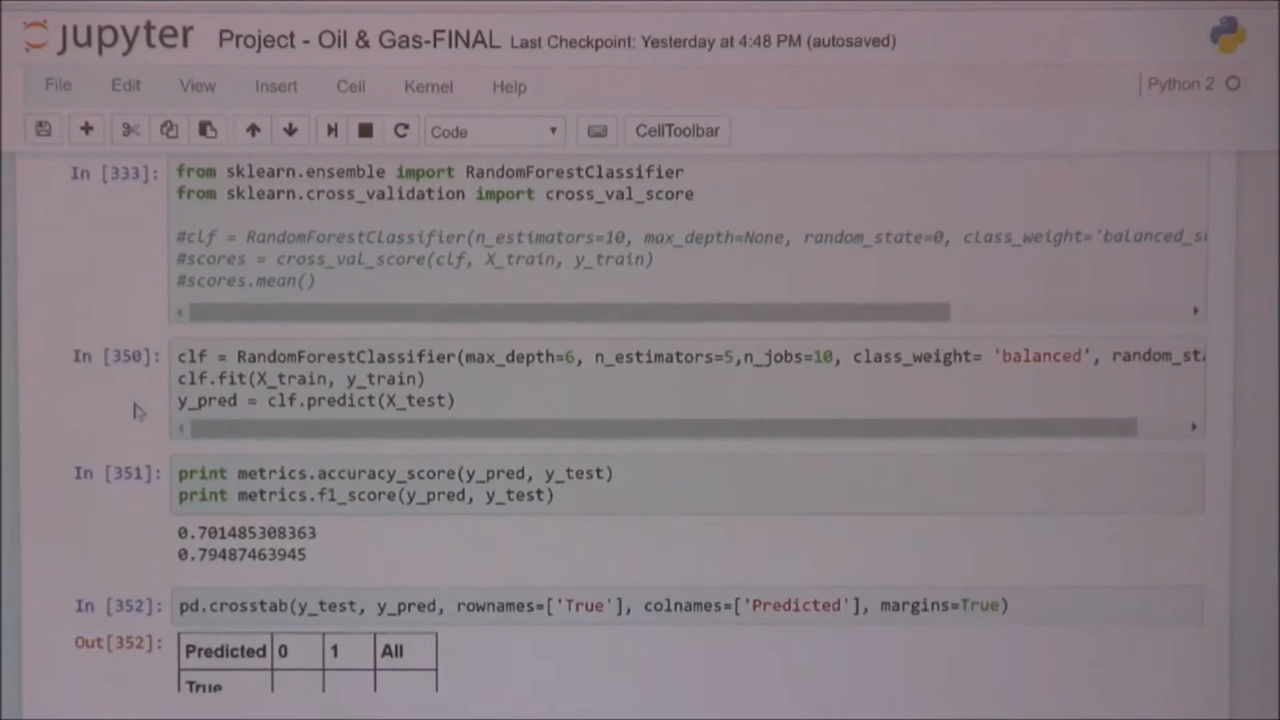 jupyter Project - Oil & Gas-FINAL Last Checkpoint: Yesterday at 4:48 PM (autosaved)
File Edit View Insert Cell Kernel Help Python 2
Code CellToolbar
In [333]: from sklearn.ensemble import RandomForestClassifier
from sklearn.cross_validation import cross_val_score
#clf = RandomForestClassifier(n_estimators=10, max_depth=None, random_state=0, class_weight='balanced_s
#scores = cross_val_score(clf, X_train, y_train)
#scores.mean()
In [350]: clf = RandomForestClassifier(max_depth=6, n_estimators=5,n_jobs=10, class_weight= 'balanced', random_st
clf.fit(X_train, y_train)
y_pred = clf.predict(X_test)
In [351]: print metrics.accuracy_score(y_pred, y_test)
print metrics.f1_score(y_pred, y_test)
0.701485308363
0.79487463945
In [352]: pd.crosstab(y_test, y_pred, rownames=['True'], colnames=['Predicted'], margins=True)
Out[352]: Predicted 0 1 All
True